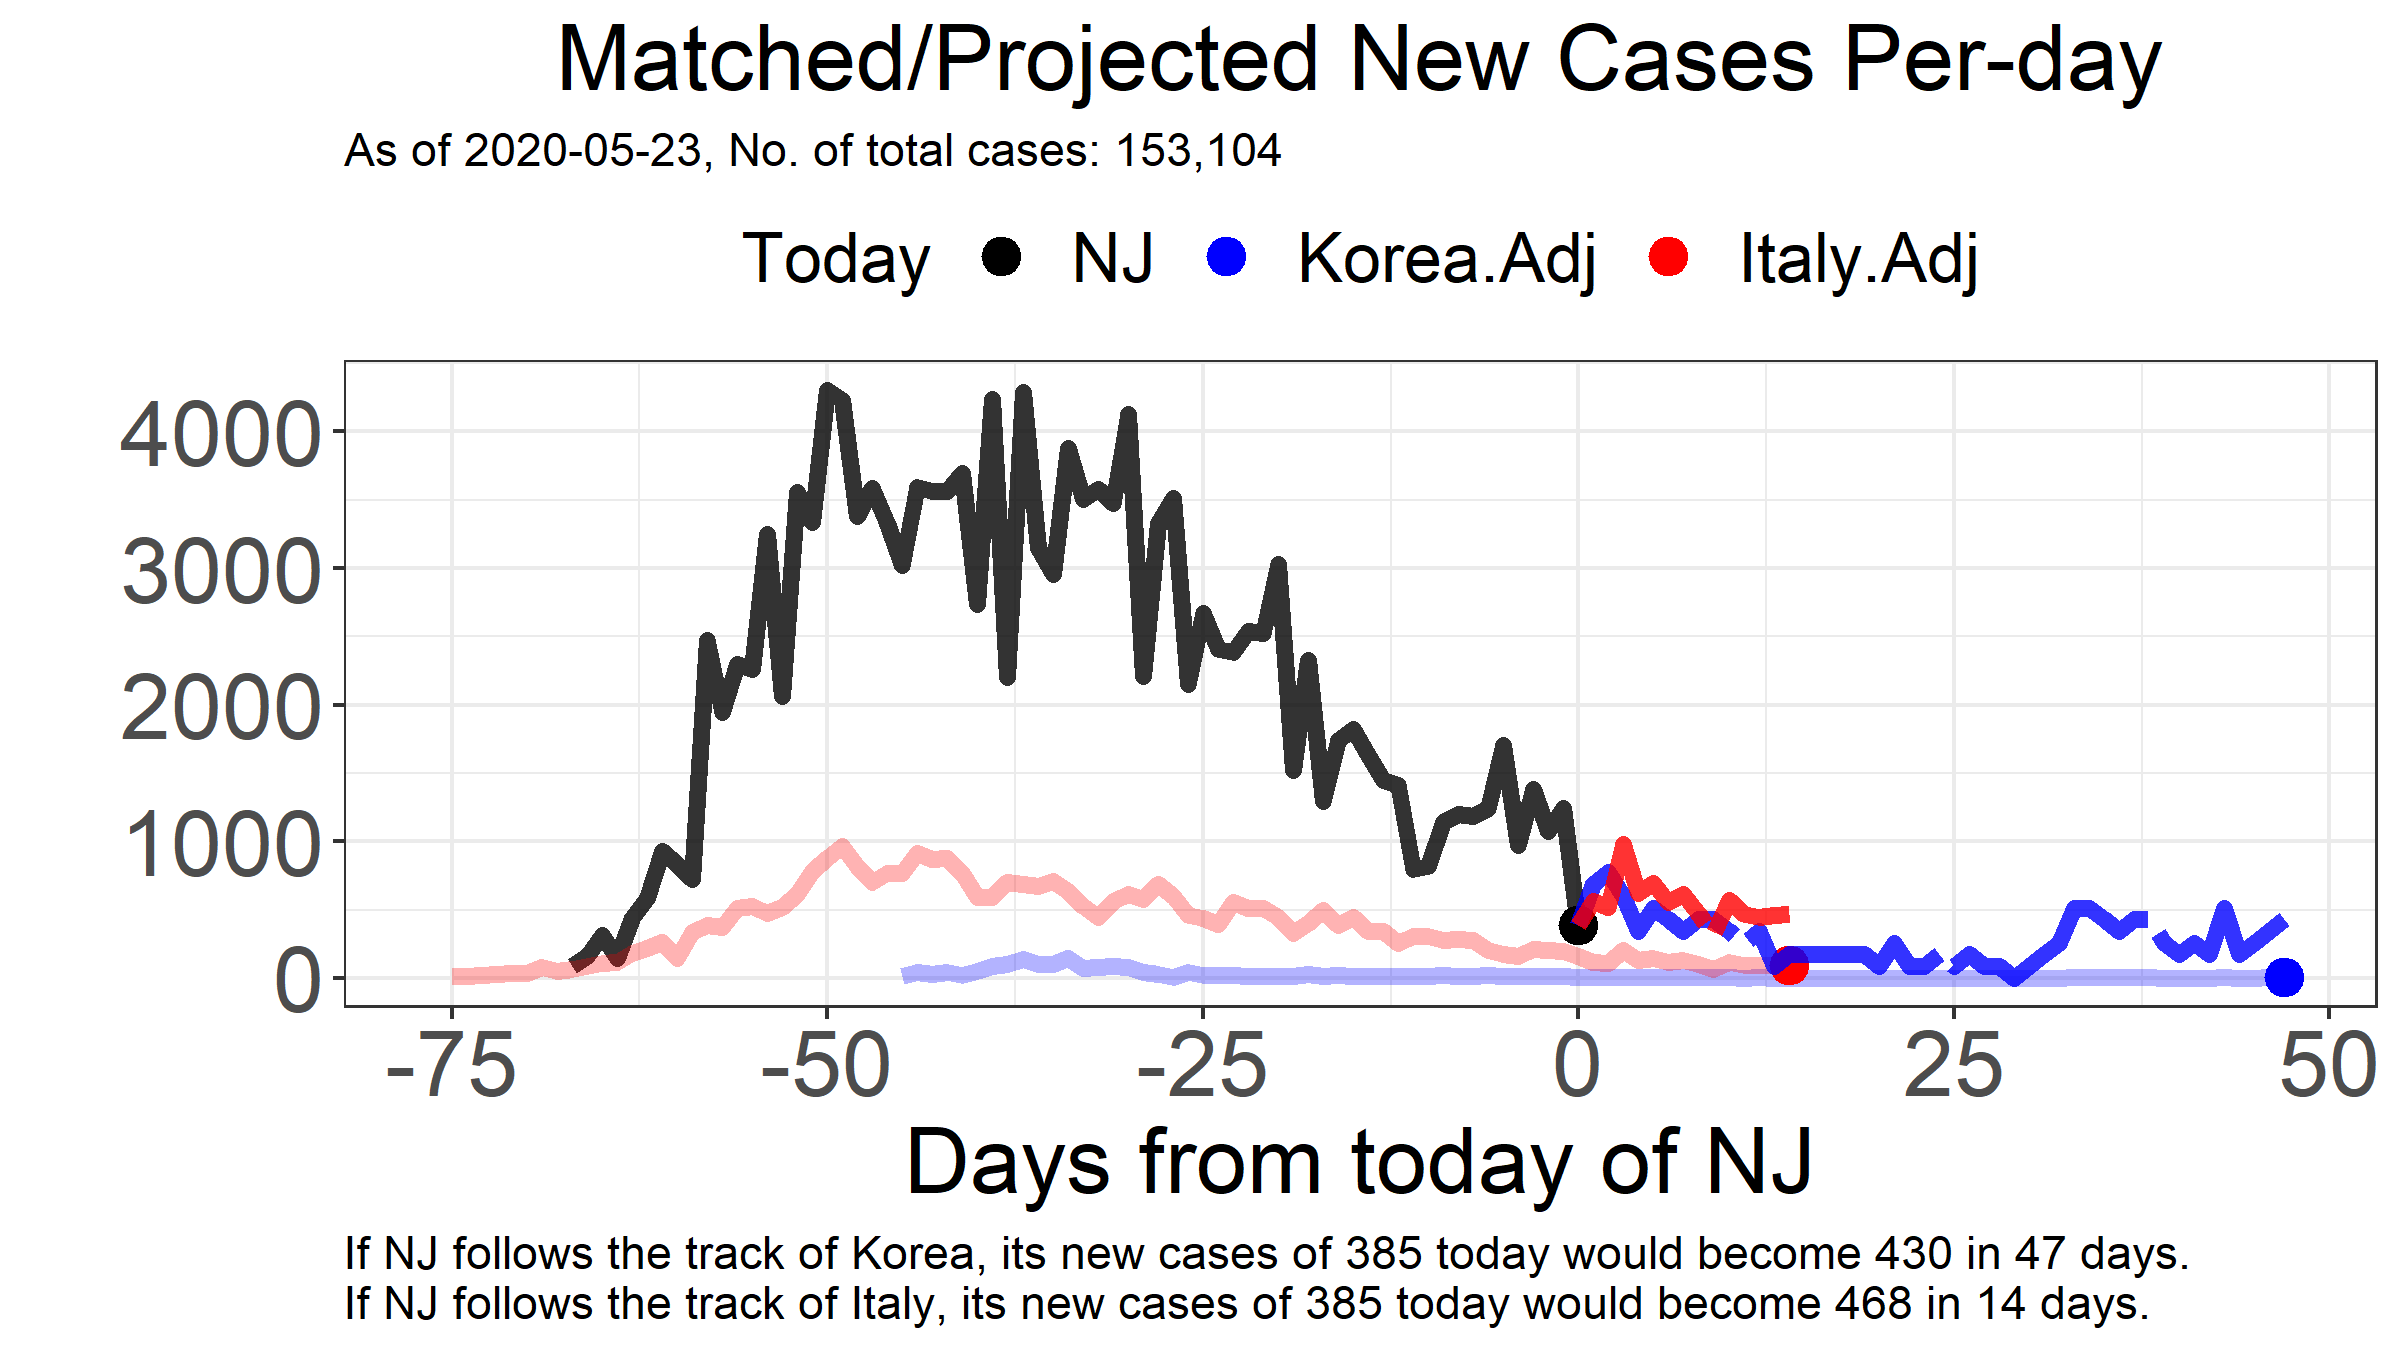 Matched/Projected New Cases Per-day
As of 2020-05-23, No. of total cases: 153,104
Today NJ Korea.Adj Italy.Adj
4000
3000
2000
1000
0
-75 -50 -25 0 25 50
Days from today of NJ
If NJ follows the track of Korea, its new cases of 385 today would become 430 in 47 days.
If NJ follows the track of Italy, its new cases of 385 today would become 468 in 14 days.